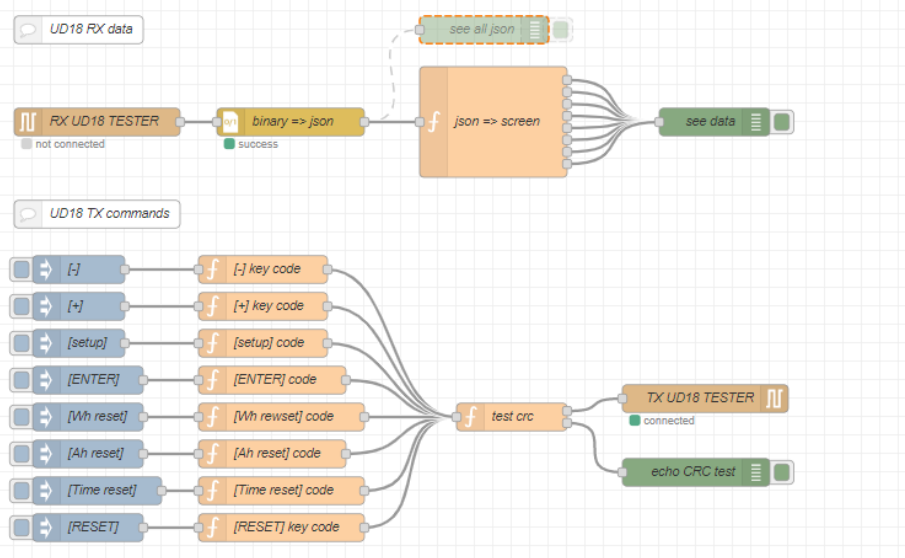 UD18 RX data
see all json
RX UD18 TESTER
not connected
0/1
binary => json
success
f
json => screen
see data
UD18 TX commands
[-]
f
[-] key code
[+]
f
[+] key code
[setup]
f
[setup] code
[ENTER]
f
[ENTER] code
[Wh reset]
f
[Wh rewset] code
[Ah reset]
f
[Ah reset] code
[Time reset]
f
[Time reset] code
[RESET]
f
[RESET] key code
f
test crc
TX UD18 TESTER
connected
echo CRC test